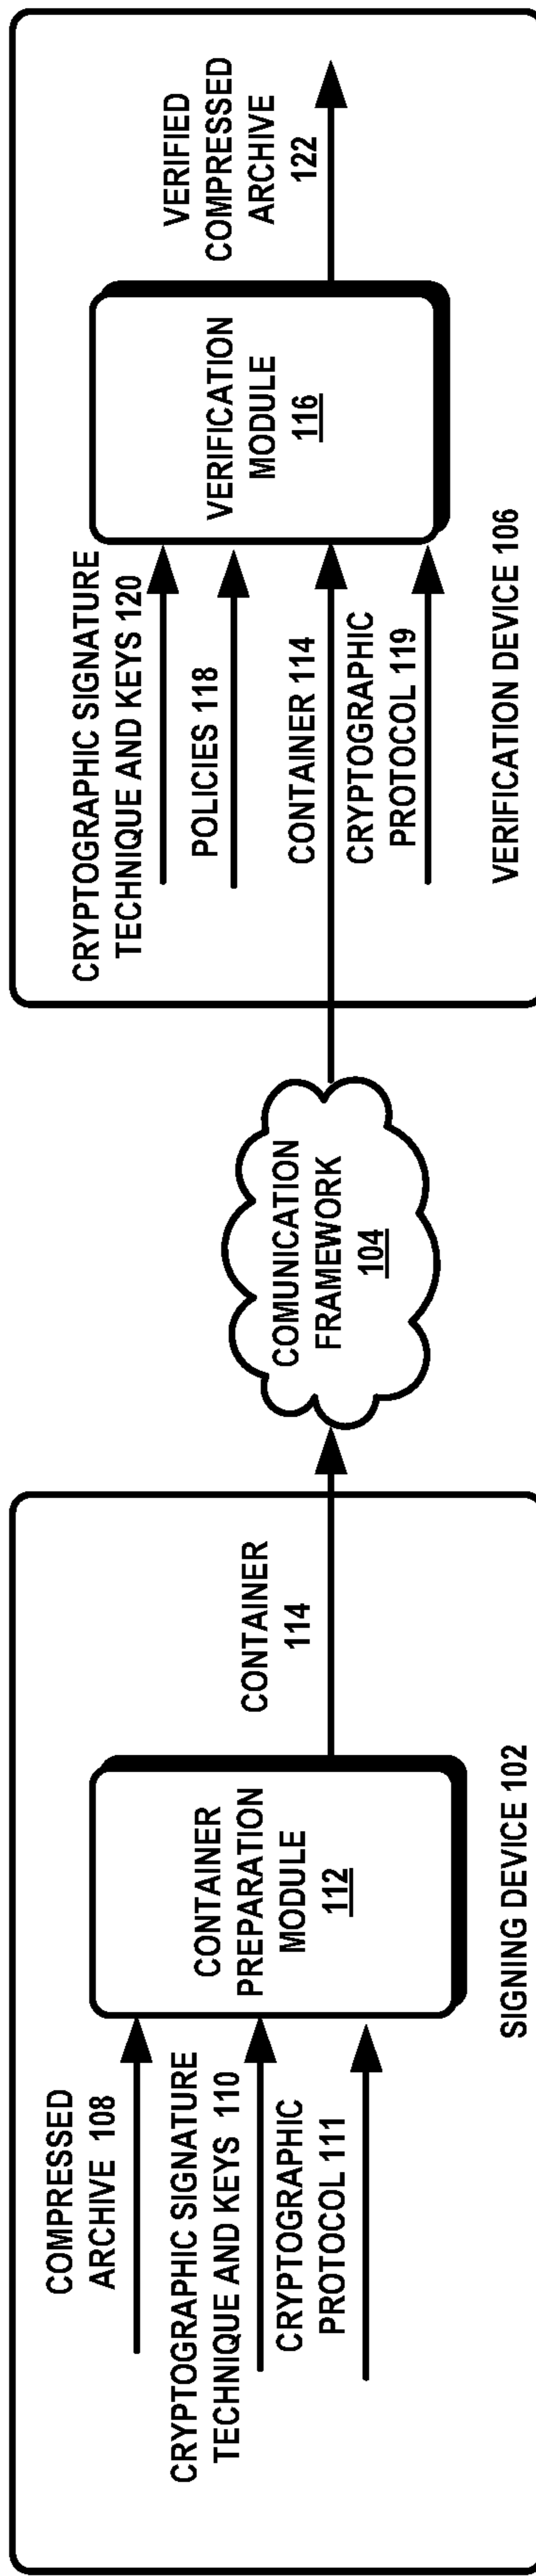 COMPRESSED
ARCHIVE 108
CRYPTOGRAPHIC SIGNATURE
TECHNIQUE AND KEYS 110
CRYPTOGRAPHIC
PROTOCOL 111
CONTAINER
PREPARATION
MODULE
112
SIGNING DEVICE 102
CONTAINER
114
COMUNICATION
FRAMEWORK
104
CRYPTOGRAPHIC SIGNATURE
TECHNIQUE AND KEYS 120
POLICIES 118
CONTAINER 114
CRYPTOGRAPHIC
PROTOCOL 119
VERIFICATION
MODULE
116
VERIFIED
COMPRESSED
ARCHIVE
122
VERIFICATION DEVICE 106